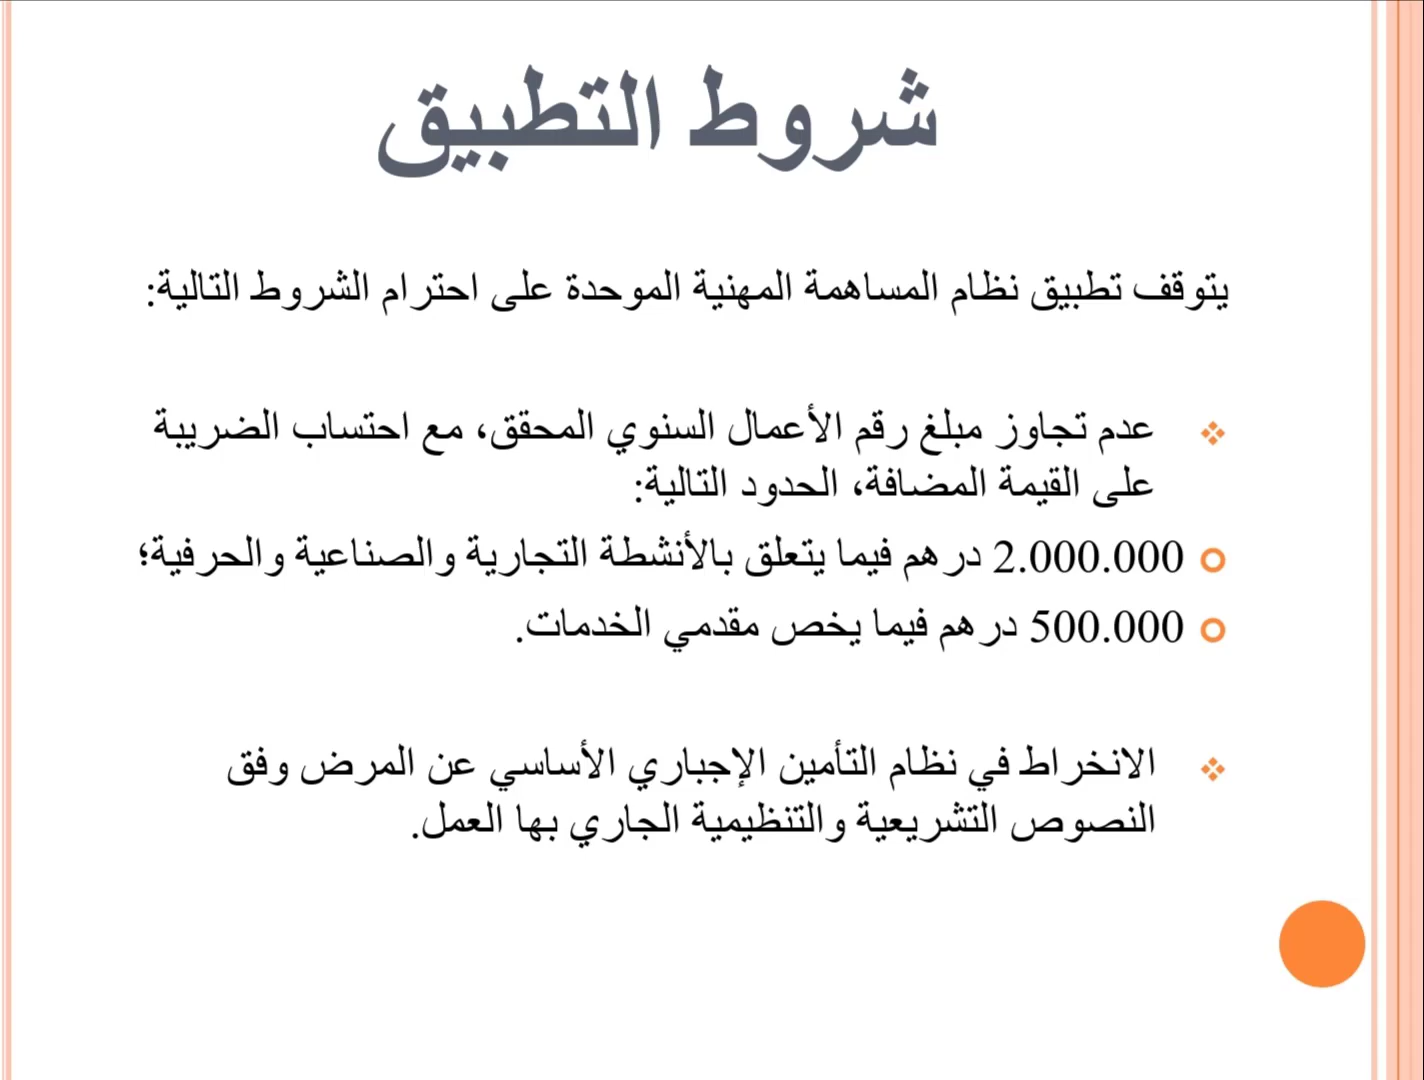 شروط التطبيق
يتوقف تطبيق نظام المساهمة المهنية الموحدة على احترام الشروط التالية:
عدم تجاوز مبلغ رقم الأعمال السنوي المحقق، مع احتساب الضريبة
على القيمة المضافة، الحدود التالية:
2.000.000 درهم فيما يتعلق بالأنشطة التجارية والصناعية والحرفية؛
500.000 درهم فيما يخص مقدمي الخدمات.
الانخراط في نظام التأمين الإجباري الأساسي عن المرض وفق
النصوص التشريعية والتنظيمية الجاري بها العمل.